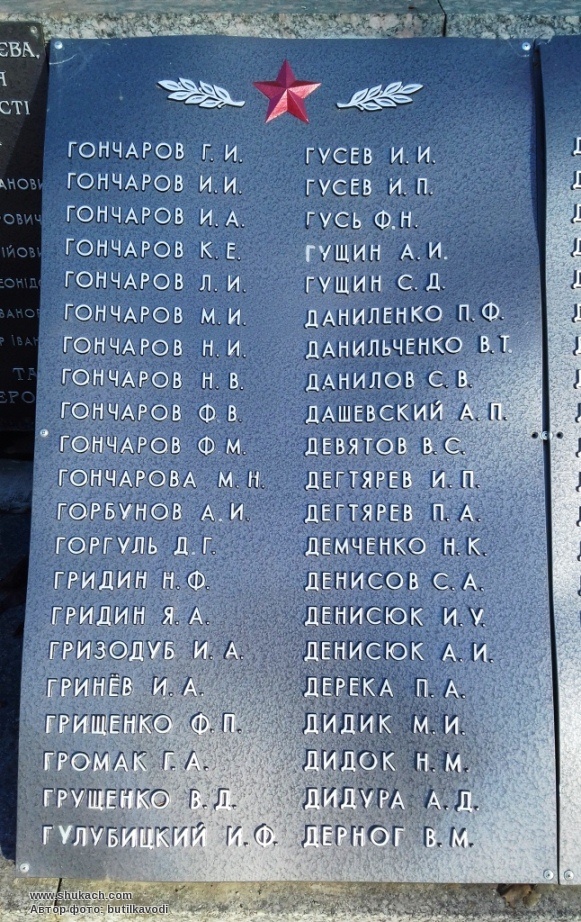 ГОНЧАРОВ Г. И.
ГОНЧАРОВ И. И.
ГОНЧАРОВ И. А.
ГОНЧАРОВ К. Е.
ГОНЧАРОВ Л. И.
ГОНЧАРОВ М. И.
ГОНЧАРОВ Н. И.
ГОНЧАРОВ Н. В.
ГОНЧАРОВ Ф. В.
ГОНЧАРОВ Ф М.
ГОНЧАРОВА М. Н.
ГОРБУНОВ А. И.
ГОРГУЛЬ Д. Г.
ГРИДИН Н. Ф.
ГРИДИН Я. А.
ГРИЗОДУБ И. А.
ГРИНЁВ И. А.
ГРИЩЕНКО Ф. П.
ГРОМАК Г. А.
ГРУЩЕНКО В. Д.
ГУЛУБИЦКИЙ И. Ф.
ГУСЕВ И. И.
ГУСЕВ И. П.
ГУСЬ Ф. Н.
ГУЩИН А. И.
ГУЩИН С. Д.
ДАНИЛЕНКО П. Ф.
ДАНИЛЬЧЕНКО В. Т.
ДАНИЛОВ С. В.
ДАШЕВСКИЙ А. П.
ДЕВЯТОВ В. С.
ДЕГТЯРЕВ И. П.
ДЕГТЯРЕВ П. А.
ДЕМЧЕНКО Н. К.
ДЕНИСОВ С. А.
ДЕНИСЮК И. У.
ДЕНИСЮК А. И.
ДЕРЕКА П. А.
ДИДИК М. И.
ДИДОК Н. М.
ДИДУРА А. Д.
ДЕРНОГ В. М.
www.shukach.com
Автор фото: butilkavodi